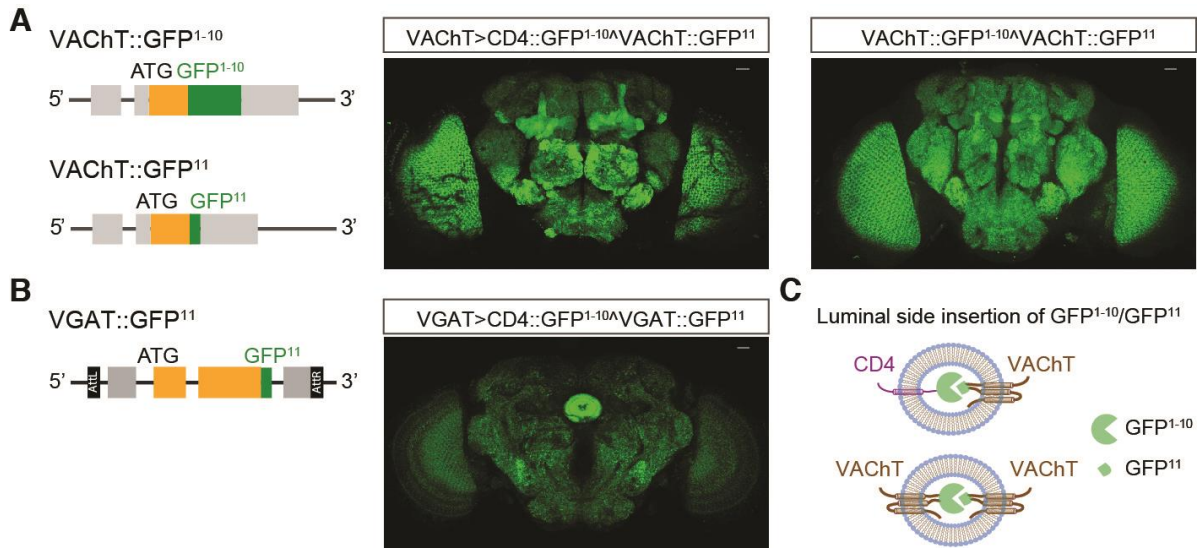 A
VAChT::GFP1-10
ATG GFP1-10
5' 3'
VAChT::GFP11
ATG GFP11
5' 3'
VAChT>CD4::GFP1-10^VAChT::GFP11
VAChT::GFP1-10^VAChT::GFP11
B
VGAT::GFP11
ATG GFP11
5' AttL AttR 3'
VGAT>CD4::GFP1-10^VGAT::GFP11
C
Luminal side insertion of GFP1-10/GFP11
CD4 VAChT
GFP1-10
GFP11
VAChT VAChT